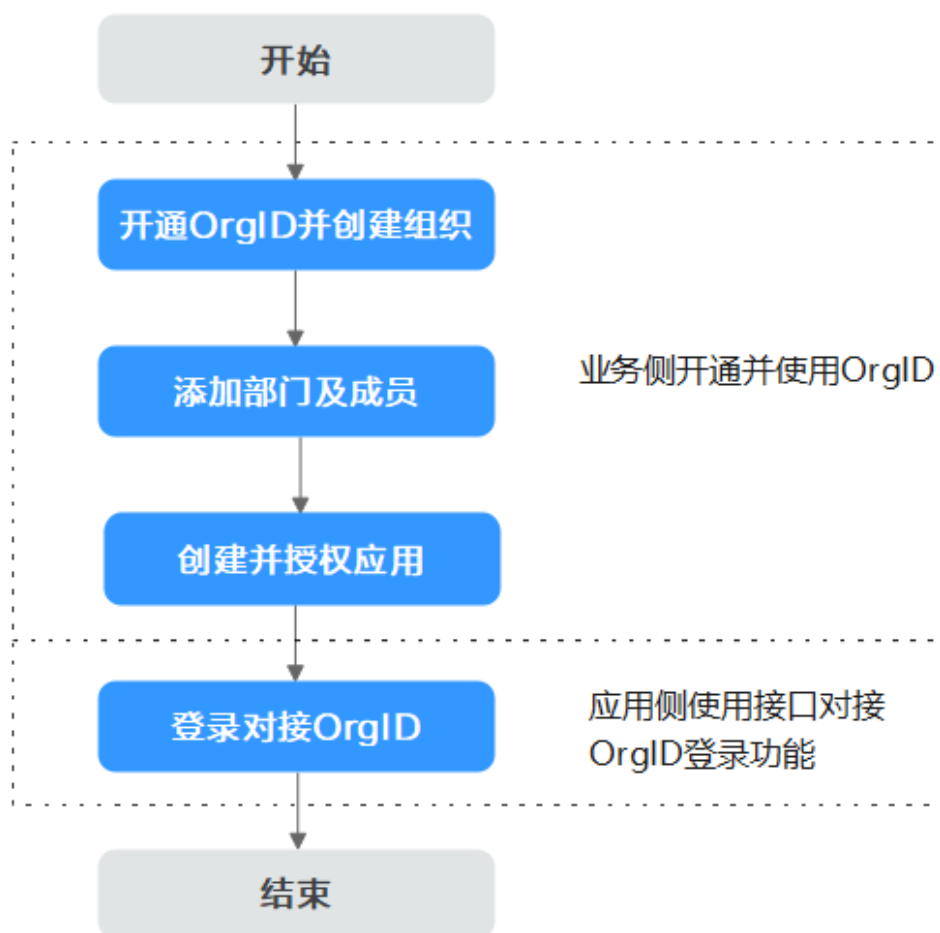 开始
开通OrgID并创建组织
添加部门及成员
业务侧开通并使用OrgID
创建并授权应用
登录对接OrgID
应用侧使用接口对接
OrgID登录功能
结束